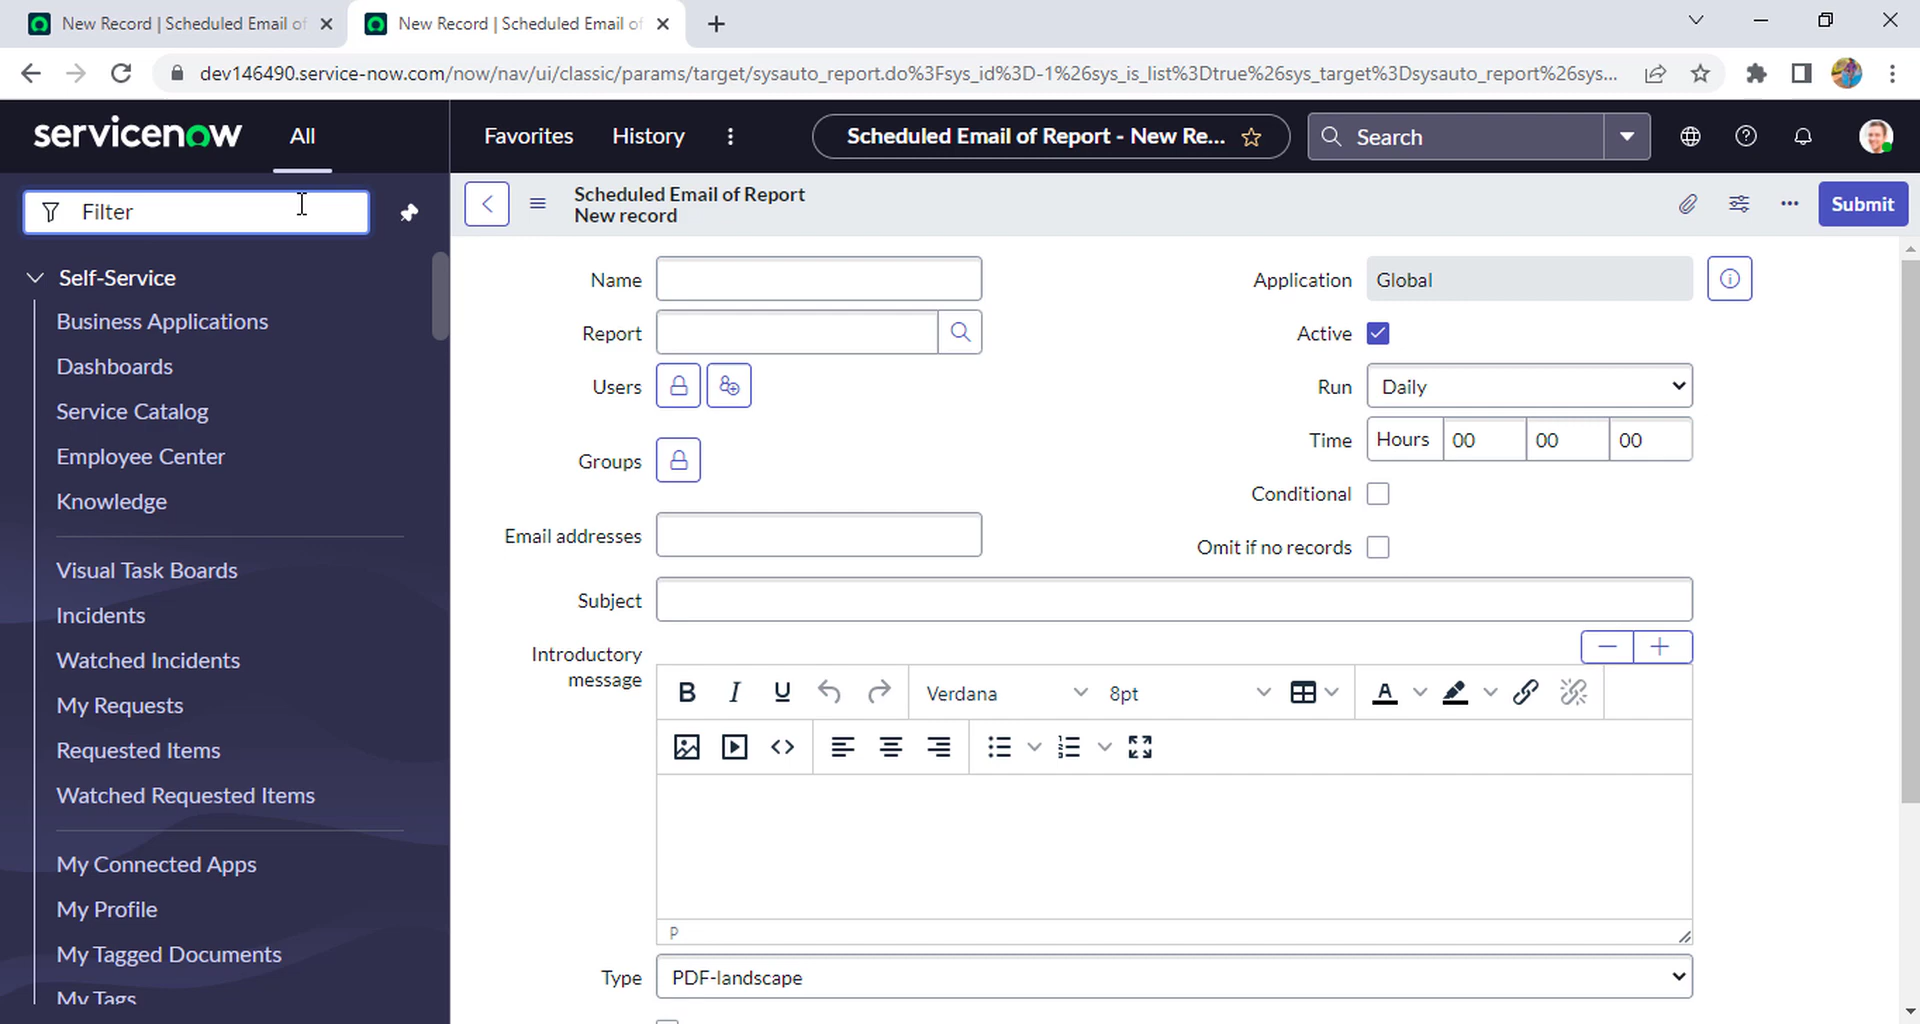 New Record | Scheduled Email of
New Record | Scheduled Email of
dev146490.service-now.com/now/nav/ui/classic/params/target/sysauto_report.do%3Fsys_id%3D-1%26sys_is_list%3Dtrue%26sys_target%3Dsysauto_report%26sys...
servicenow
All
Favorites
History
Scheduled Email of Report - New Re...
Search
Filter
Self-Service
Business Applications
Dashboards
Service Catalog
Employee Center
Knowledge
Visual Task Boards
Incidents
Watched Incidents
My Requests
Requested Items
Watched Requested Items
My Connected Apps
My Profile
My Tagged Documents
My Tags
Scheduled Email of Report
New record
Submit
Name
Report
Users
Groups
Email addresses
Application Global
Active
Run Daily
Time Hours 00 00 00
Conditional
Omit if no records
Subject
Introductory
message
B I U Verdana 8pt A
P
Type PDF-landscape